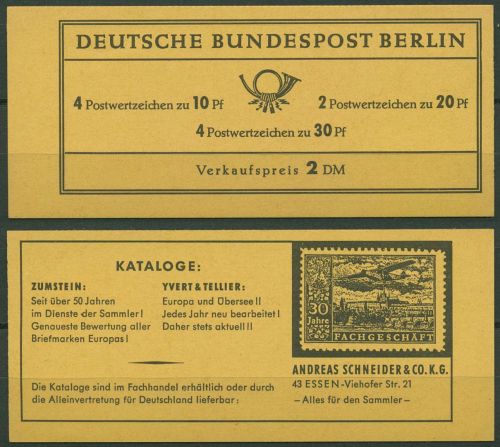 DEUTSCHE BUNDESPOST BERLIN
4 Postwertzeichen zu 10 Pf
2 Postwertzeichen zu 20 Pf
4 Postwertzeichen zu 30 Pf
Verkaufspreis 2 DM
KATALOGE:
ZUMSTEIN:
Seit über 50 Jahren
im Dienste der Sammler!
Genaueste Bewertung aller
Briefmarken Europas!
YVERT & TELLIER:
Europa und Übersee!!
Jedes Jahr neu bearbeitet!
Daher stets aktuell!!
Die Kataloge sind im Fachhandel erhältlich oder durch
die Alleinvertretung für Deutschland lieferbar:
30
Jahre
FACHGESCHÄFT
ANDREAS SCHNEIDER & CO. K.G.
43 ESSEN - Viehofer Str. 21
— Alles für den Sammler —